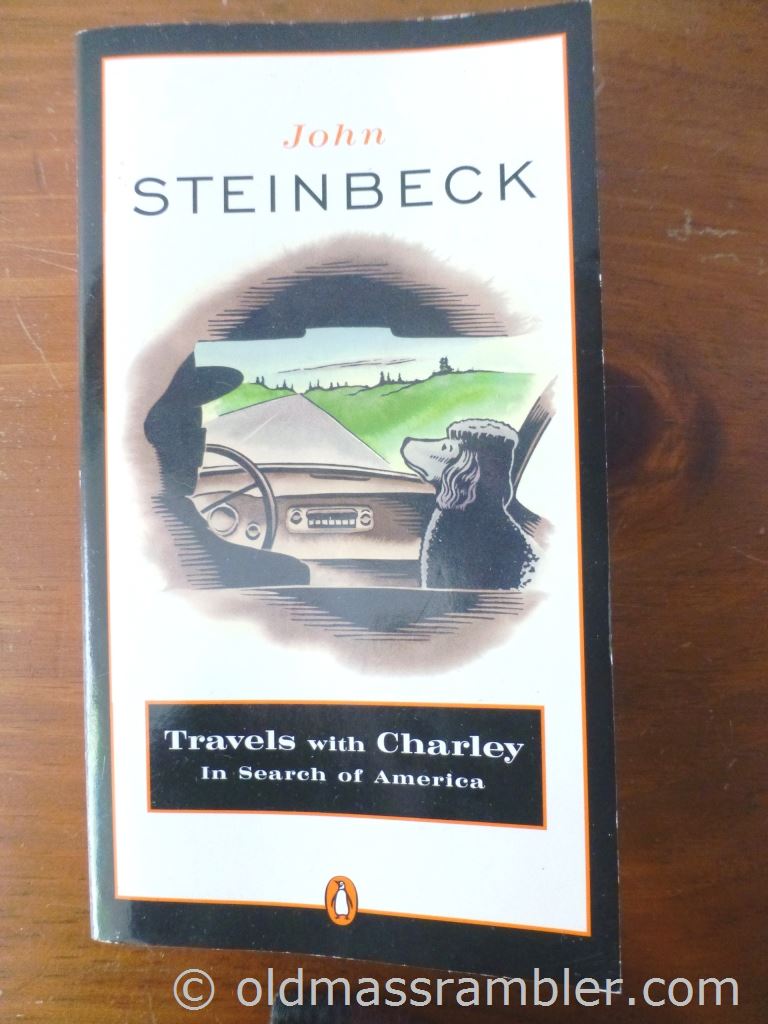 John
STEINBECK
Travels with Charley
In Search of America
© oldmassrambler.com